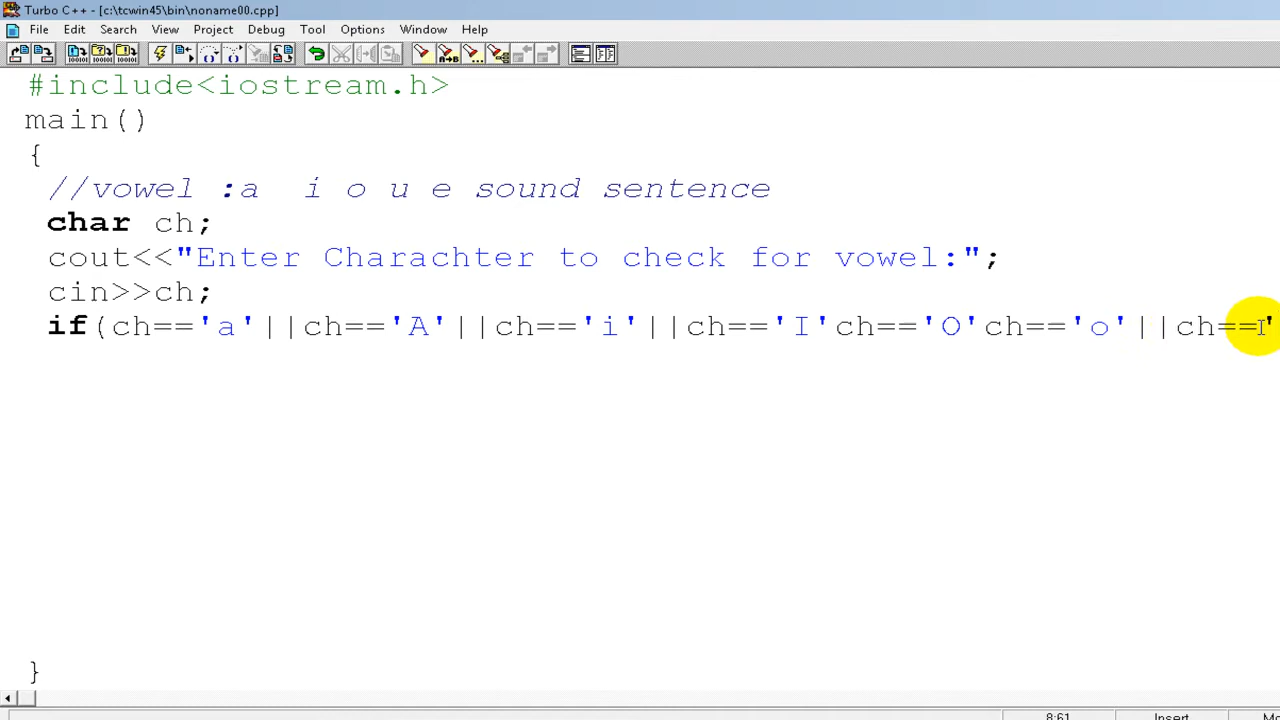 Turbo C++ - [c:\tcwin45\bin\noname00.cpp]
File Edit Search View Project Debug Tool Options Window Help
#include<iostream.h>
main()
{
//vowel :a i o u e sound sentence
char ch;
cout<<"Enter Charachter to check for vowel:";
cin>>ch;
if(ch=='a'||ch=='A'||ch=='i'||ch=='I'ch=='O'ch=='o'||ch=='
}
8:61 Insert